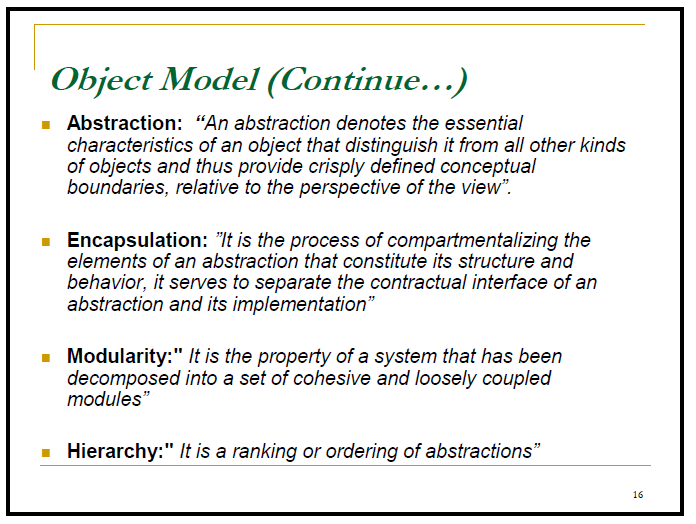 Object Model (Continue…)
Abstraction: “An abstraction denotes the essential
characteristics of an object that distinguish it from all other kinds
of objects and thus provide crisply defined conceptual
boundaries, relative to the perspective of the view”.
Encapsulation: ”It is the process of compartmentalizing the
elements of an abstraction that constitute its structure and
behavior, it serves to separate the contractual interface of an
abstraction and its implementation”
Modularity:" It is the property of a system that has been
decomposed into a set of cohesive and loosely coupled
modules”
Hierarchy:" It is a ranking or ordering of abstractions”
16